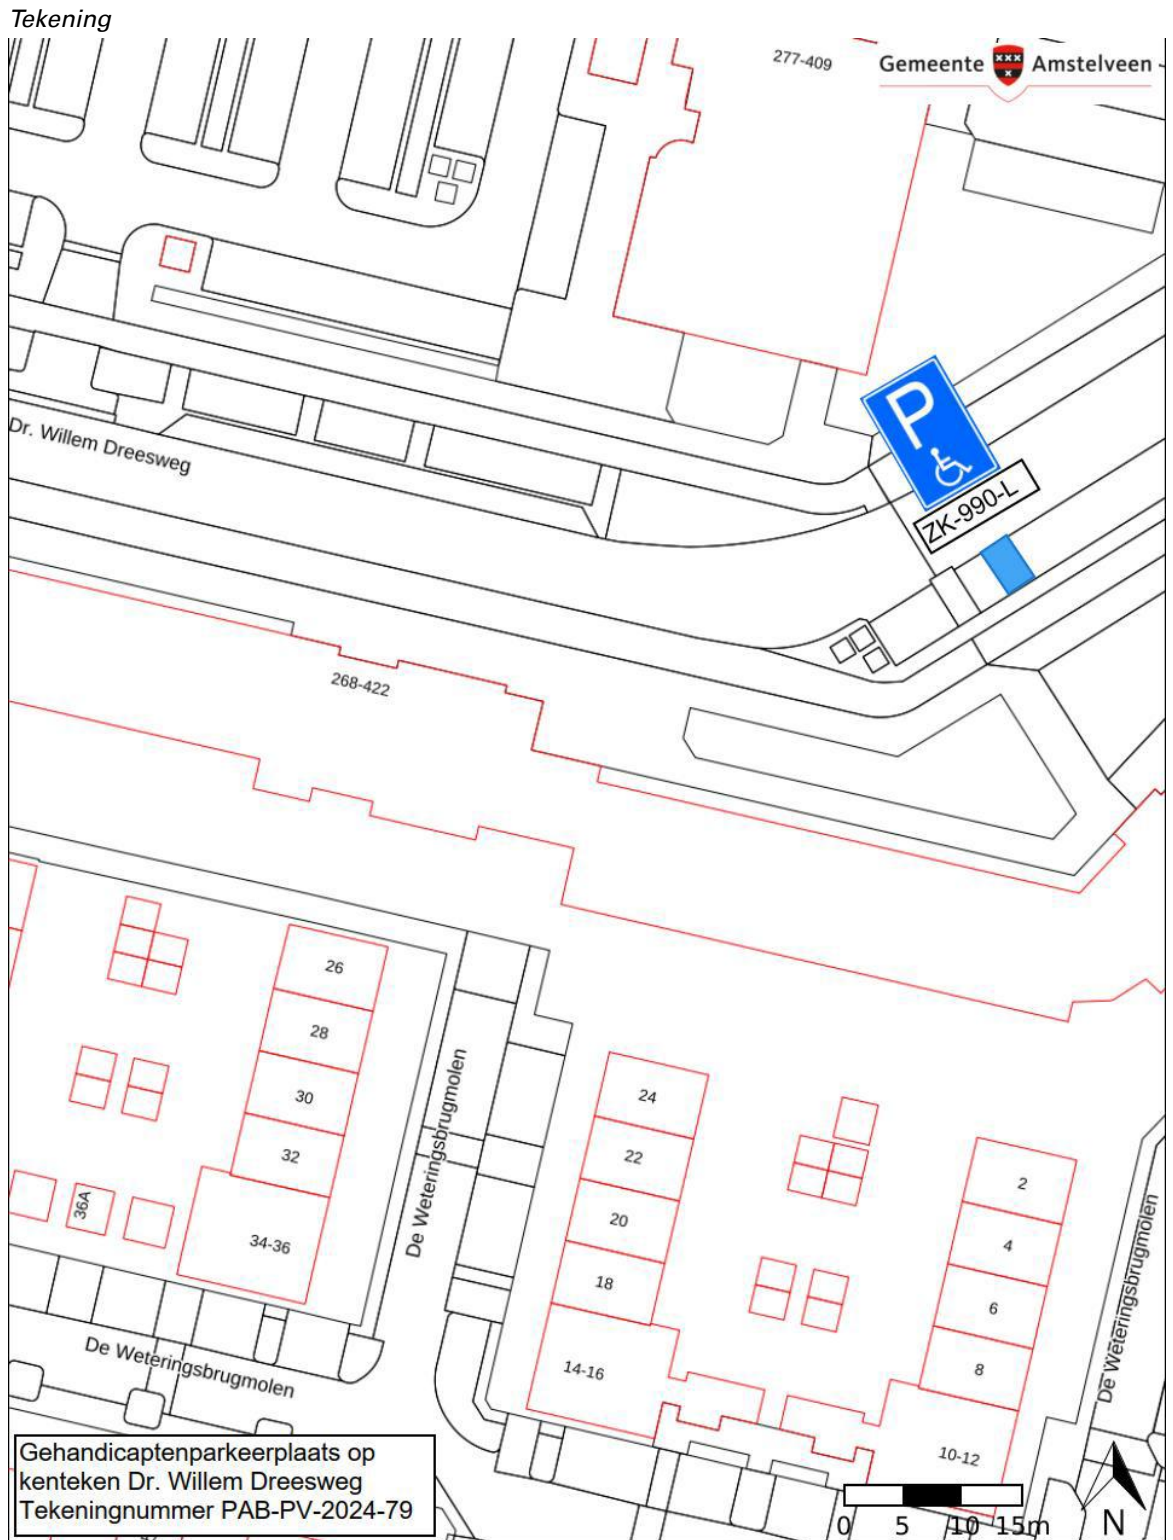 Tekening
277-409
Gemeente Amstelveen
P
ZK-990-L
Dr. Willem Dreesweg
268-422
26
28
30
32
34-36
36A
De Weteringsbrugmolen
24
22
20
18
14-16
2
4
6
8
10-12
De Weteringsbrugmolen
De Weteringsbrugmolen
Gehandicaptenparkeerplaats op
kenteken Dr. Willem Dreesweg
Tekeningnummer PAB-PV-2024-79
0 5 10 15m
N